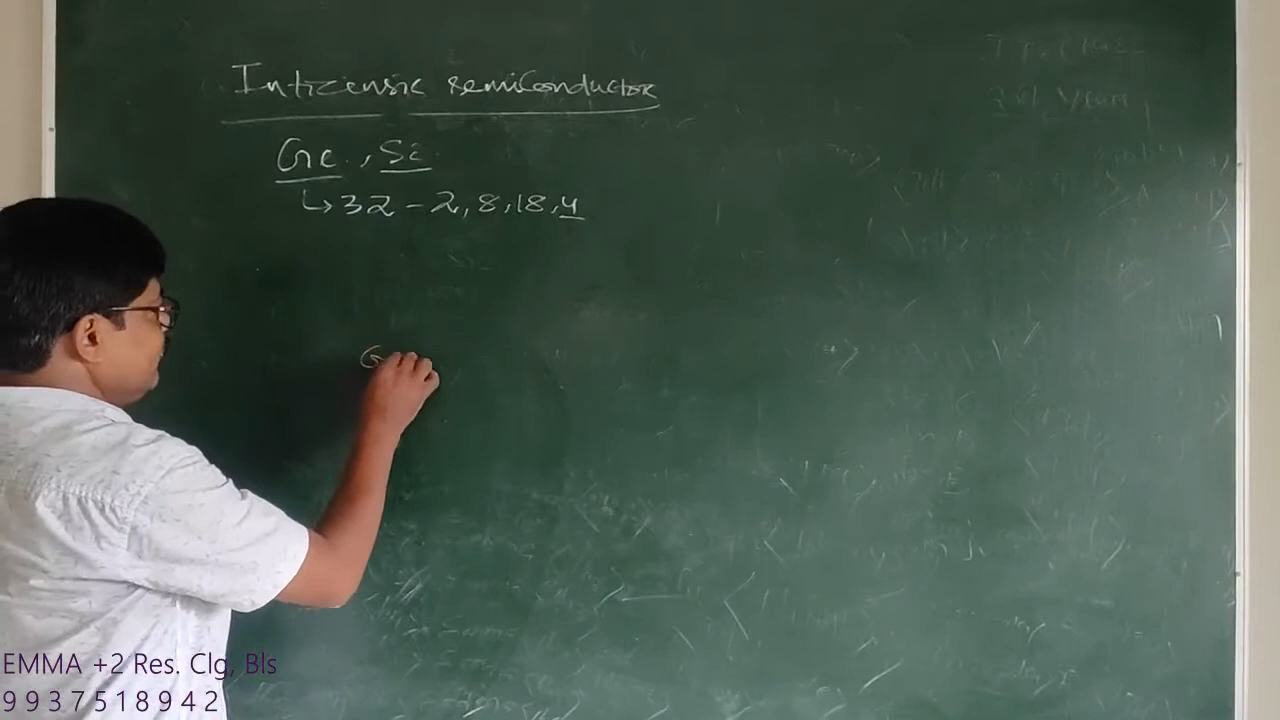 Intrinsic semiconductor
Ge, Si
↳ 32 - 2, 8, 18, 4
G
EMMA +2 Res. Clg, Bls
9937518942